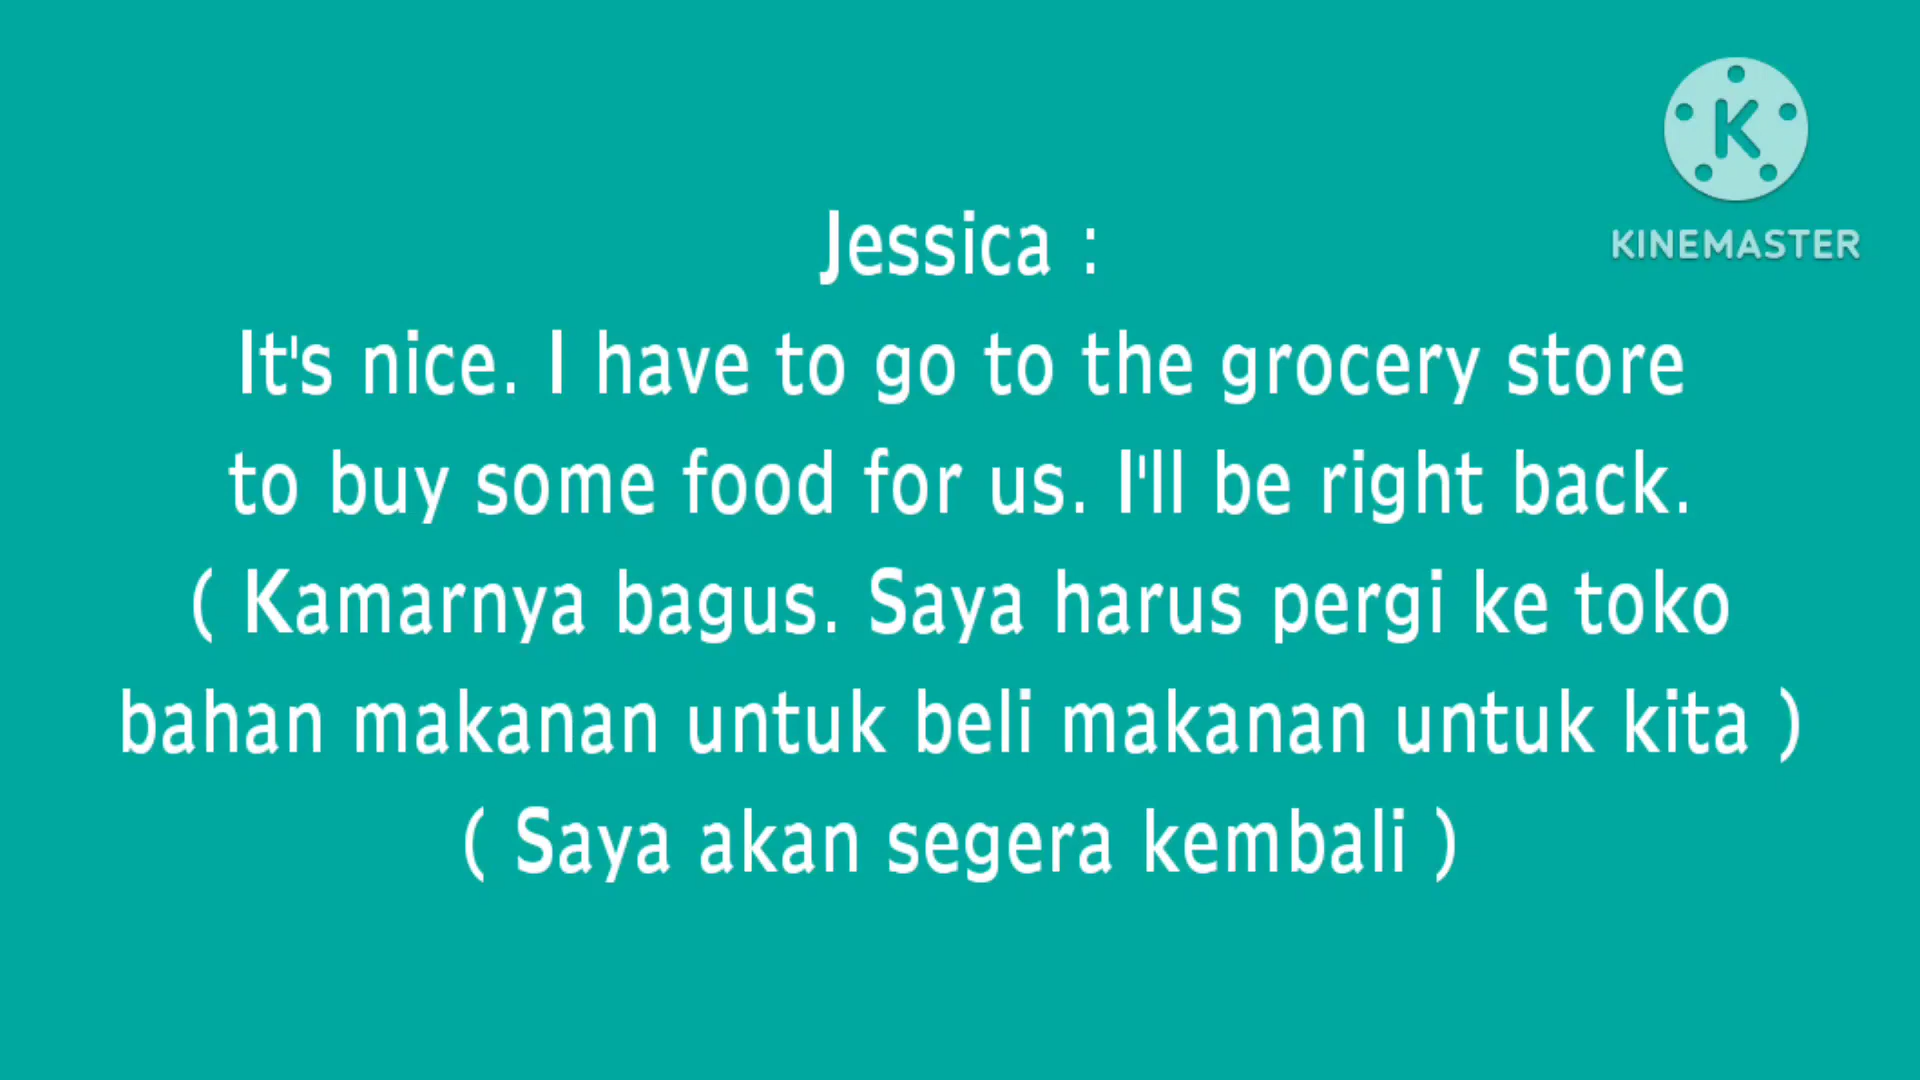 K
KINEMASTER
Jessica :
It's nice. I have to go to the grocery store
to buy some food for us. I'll be right back.
( Kamarnya bagus. Saya harus pergi ke toko
bahan makanan untuk beli makanan untuk kita )
( Saya akan segera kembali )